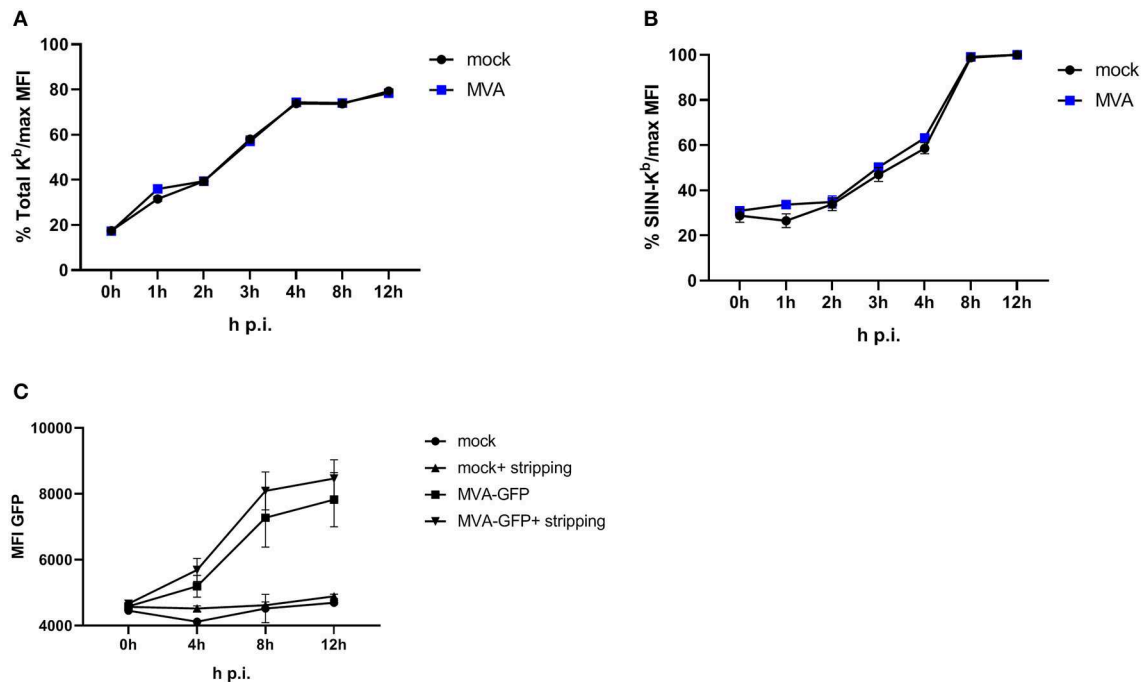 A
% Total Kᵇ/max MFI
100
80
60
40
20
0
0h 1h 2h 3h 4h 8h 12h
h p.i.
mock
MVA
B
% SIIN-Kᵇ/max MFI
100
80
60
40
20
0
0h 1h 2h 3h 4h 8h 12h
h p.i.
mock
MVA
C
MFI GFP
10000
8000
6000
4000
0h 4h 8h 12h
h p.i.
mock
mock+ stripping
MVA-GFP
MVA-GFP+ stripping